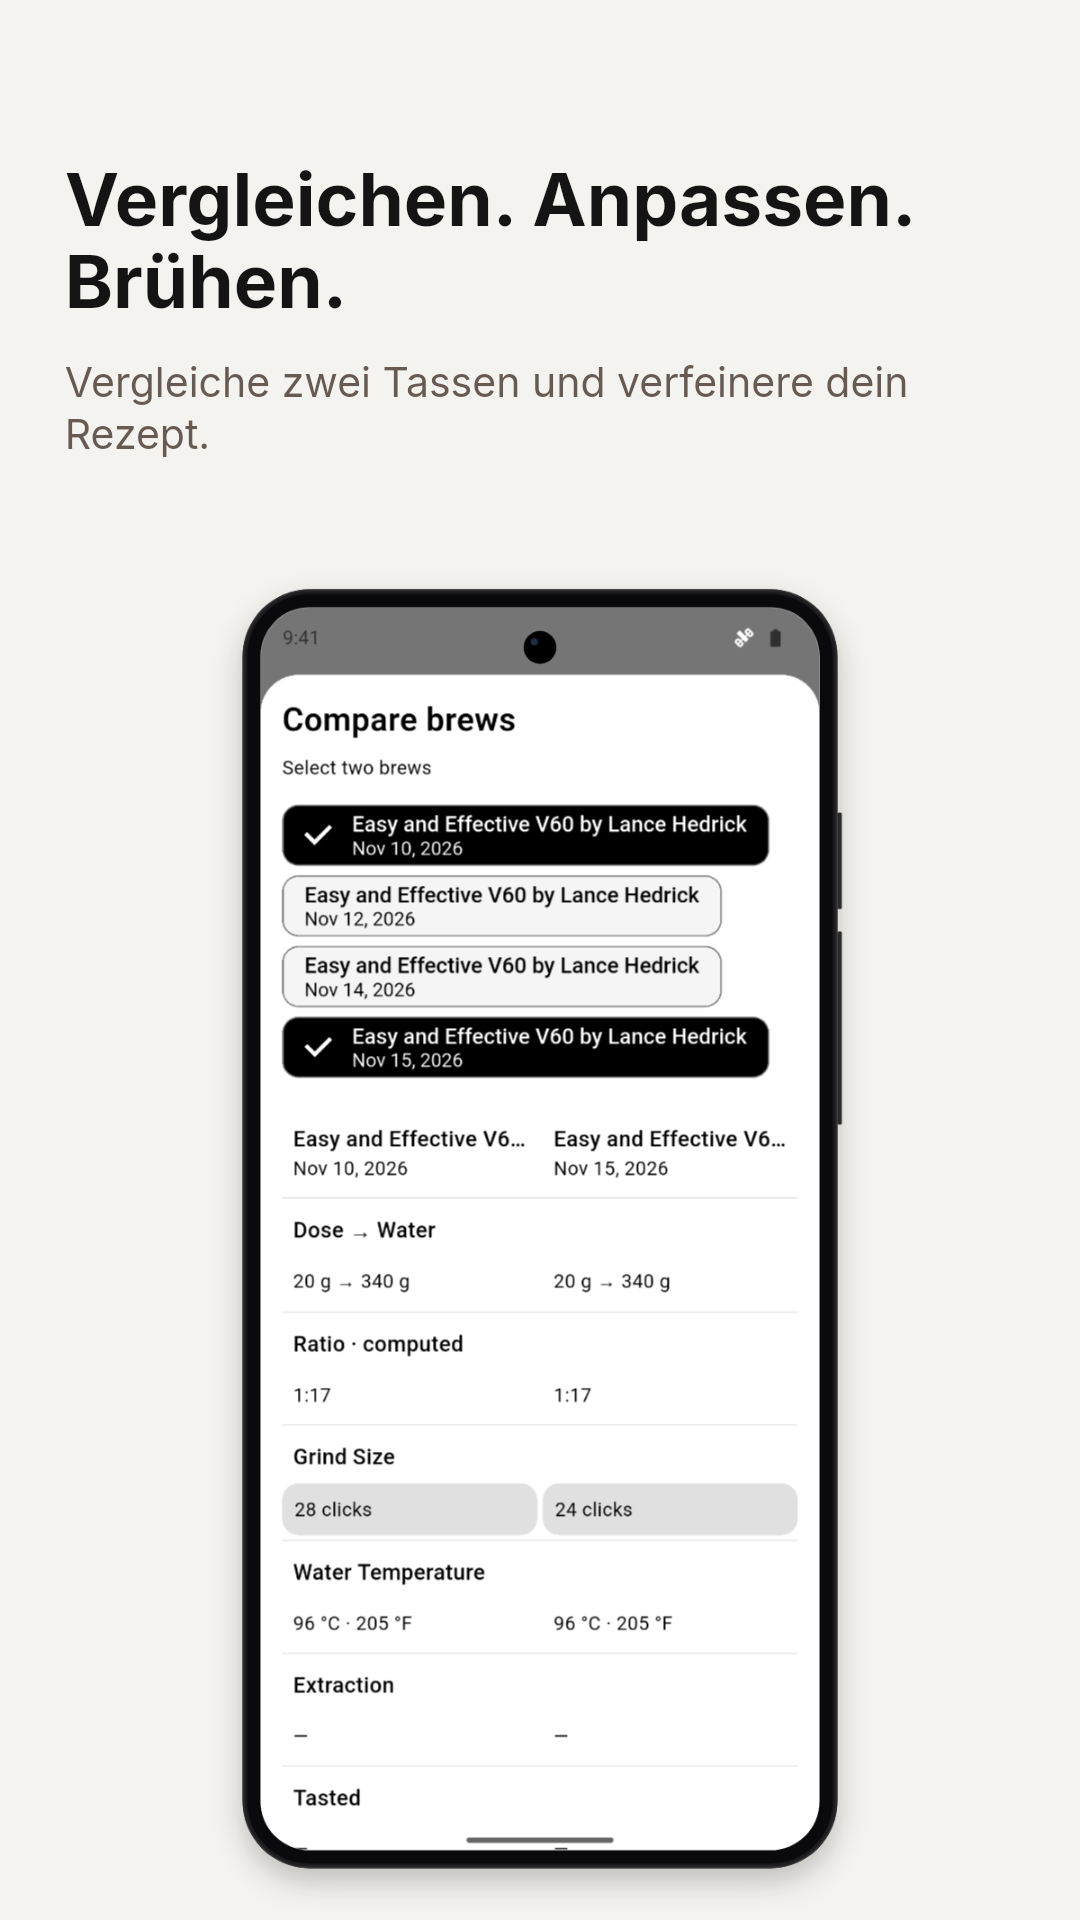 Vergleichen. Anpassen.
Brühen.
Vergleiche zwei Tassen und verfeinere dein
Rezept.
9:41
Compare brews
Select two brews
Easy and Effective V60 by Lance Hedrick
Nov 10, 2026
Easy and Effective V60 by Lance Hedrick
Nov 12, 2026
Easy and Effective V60 by Lance Hedrick
Nov 14, 2026
Easy and Effective V60 by Lance Hedrick
Nov 15, 2026
Easy and Effective V6… Easy and Effective V6…
Nov 10, 2026 Nov 15, 2026
Dose → Water
20 g → 340 g 20 g → 340 g
Ratio · computed
1:17 1:17
Grind Size
28 clicks 24 clicks
Water Temperature
96 °C · 205 °F 96 °C · 205 °F
Extraction
– –
Tasted